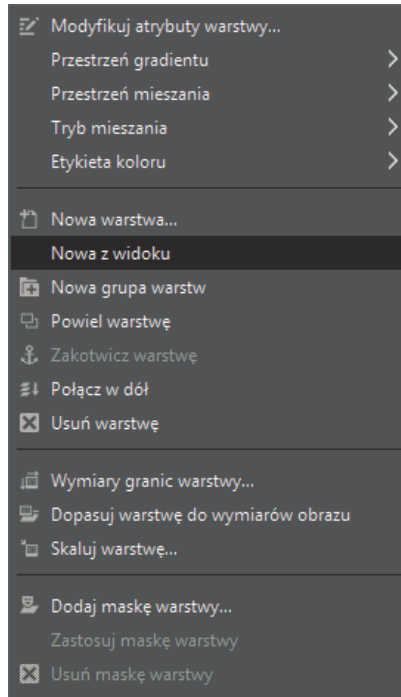 Modyfikuj atrybuty warstwy...
Przestrzeń gradientu
Przestrzeń mieszania
Tryb mieszania
Etykieta koloru
Nowa warstwa...
Nowa z widoku
Nowa grupa warstw
Powiel warstwę
Zakotwicz warstwę
Połącz w dół
Usuń warstwę
Wymiary granic warstwy...
Dopasuj warstwę do wymiarów obrazu
Skaluj warstwę...
Dodaj maskę warstwy...
Zastosuj maskę warstwy
Usuń maskę warstwy